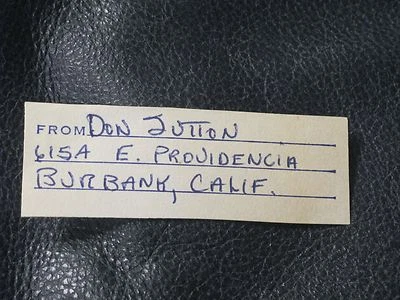 FROM DON SUTTON
615A E. PROVIDENCIA
BURBANK, CALIF.